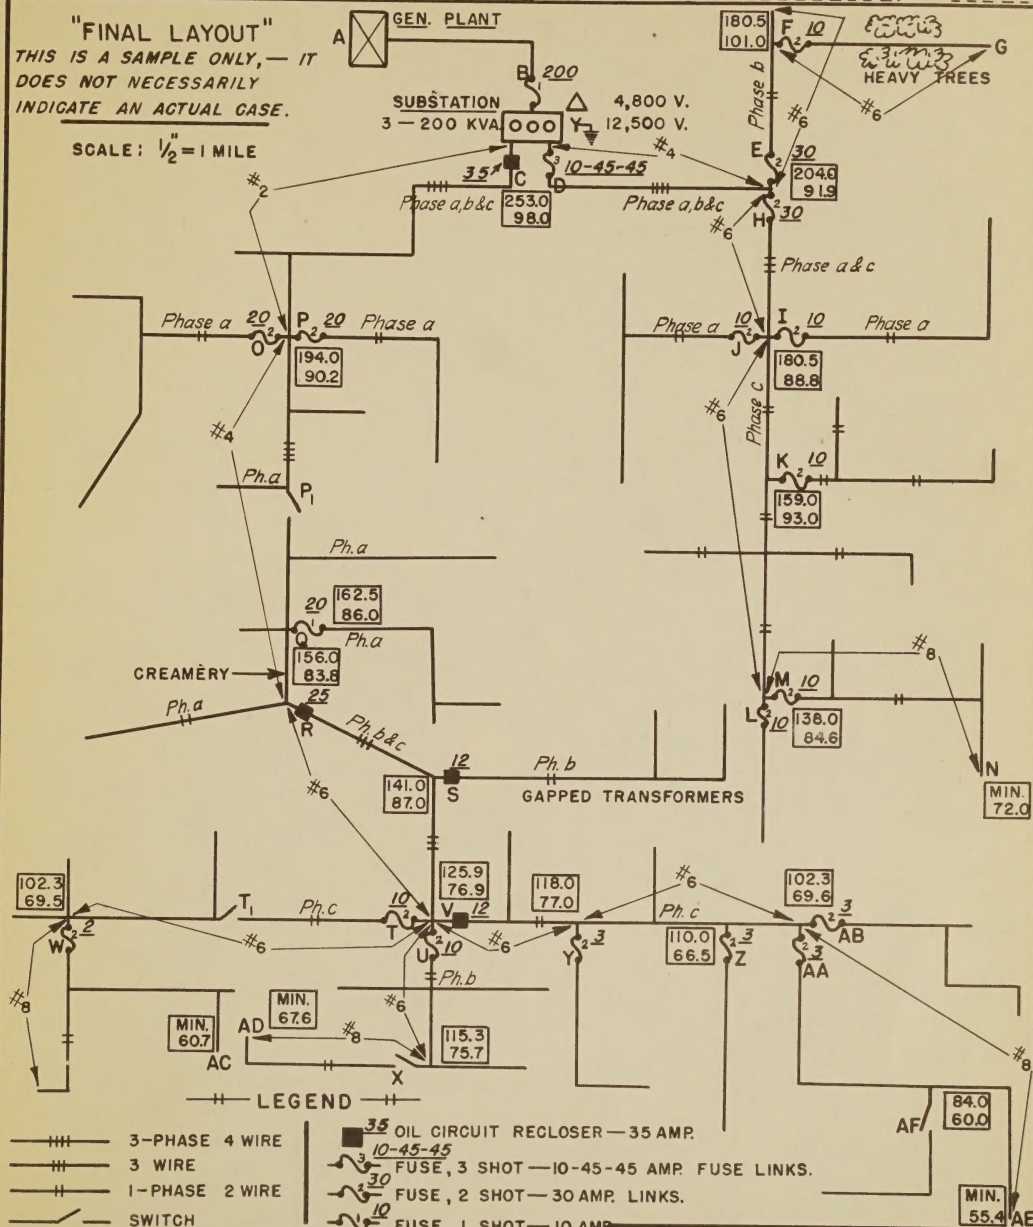 "FINAL LAYOUT"
THIS IS A SAMPLE ONLY,— IT
DOES NOT NECESSARILY
INDICATE AN ACTUAL CASE.
SCALE: 1/2" = 1 MILE
A
GEN. PLANT
B 200
SUBSTATION
3—200 KVA.
△ 4,800 V.
Y 12,500 V.
35
C
10-45-45
D
#2
#4
Phase a,b&c
253.0
98.0
Phase a,b&c
180.5
101.0
F 10
G
HEAVY TREES
#6
#6
Phase b
E 30
204.0
91.9
H 30
#6
Phase a&c
Phase a
20
O
P 20
Phase a
194.0
90.2
Phase a
10
J
I 10
Phase a
180.5
88.8
#4
#6
Phase c
K 10
159.0
93.0
Ph.a
P1
Ph.a
162.5
86.0
20
Q
Ph.a
156.0
83.8
CREAMERY
Ph.a
25
R
Ph.b&c
#8
M 10
L 10
138.0
84.6
N
MIN.
72.0
#6
141.0
87.0
12
S
Ph.b
GAPPED TRANSFORMERS
102.3
69.5
T1
Ph.c
10
T
125.9
76.9
V 12
118.0
77.0
#6
Ph.c
102.3
69.6
3
AB
W 2
#6
U 10
#6
Y 3
110.0
66.5
Z 3
3
AA
Ph.b
#8
#6
MIN.
60.7
AC
MIN.
67.6
AD
#8
X
115.3
75.7
#8
AF
84.0
60.0
MIN.
55.4
AE
LEGEND
3-PHASE 4 WIRE
3 WIRE
1-PHASE 2 WIRE
SWITCH
35 OIL CIRCUIT RECLOSER—35 AMP.
10-45-45 FUSE, 3 SHOT—10-45-45 AMP. FUSE LINKS.
30 FUSE, 2 SHOT—30 AMP. LINKS.
10 FUSE, 1 SHOT—10 AMP.